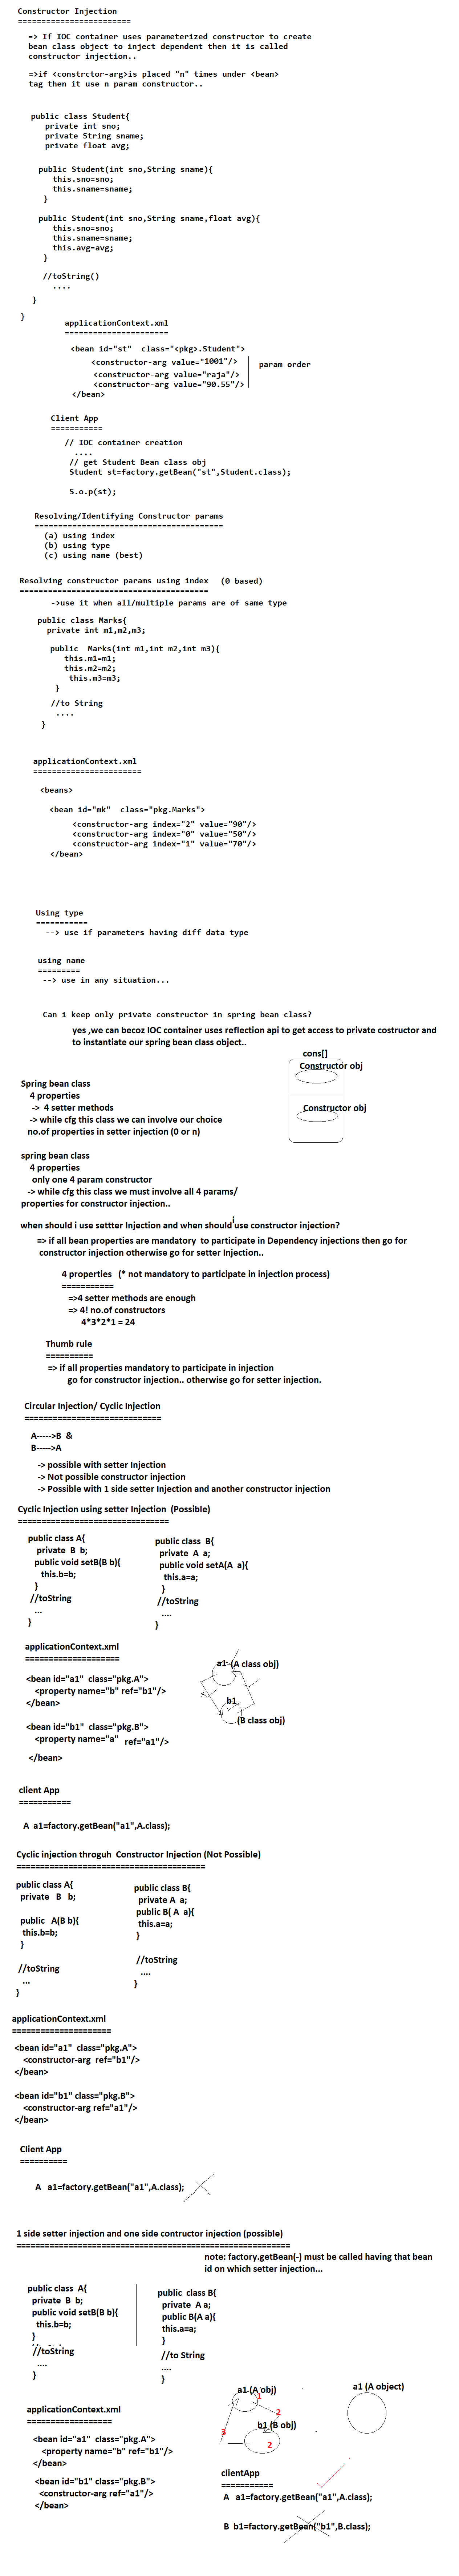 Constructor Injection
========================
=> If IOC container uses parameterized constructor to create
bean class object to inject dependent then it is called
constructor injection..
=>if <constrctor-arg>is placed "n" times under <bean>
tag then it use n param constructor..
public class Student{
private int sno;
private String sname;
private float avg;
public Student(int sno,String sname){
this.sno=sno;
this.sname=sname;
}
public Student(int sno,String sname,float avg){
this.sno=sno;
this.sname=sname;
this.avg=avg;
}
//toString()
....
}
}
applicationContext.xml
======================
<bean id="st" class="<pkg>.Student">
<constructor-arg value="1001"/>
<constructor-arg value="raja"/>
<constructor-arg value="90.55"/>
param order
</bean>
Client App
===========
// IOC container creation
....
// get Student Bean class obj
Student st=factory.getBean("st",Student.class);
S.o.p(st);
Resolving/Identifying Constructor params
========================================
(a) using index
(b) using type
(c) using name (best)
Resolving constructor params using index (0 based)
========================================
->use it when all/multiple params are of same type
public class Marks{
private int m1,m2,m3;
public Marks(int m1,int m2,int m3){
this.m1=m1;
this.m2=m2;
this.m3=m3;
}
//to String
....
}
applicationContext.xml
=======================
<beans>
<bean id="mk" class="pkg.Marks">
<constructor-arg index="2" value="90"/>
<constructor-arg index="0" value="50"/>
<constructor-arg index="1" value="70"/>
</bean>
Using type
===========
--> use if parameters having diff data type
using name
=========
--> use in any situation...
Can i keep only private constructor in spring bean class?
yes ,we can becoz IOC container uses reflection api to get access to private costructor and
to instantiate our spring bean class object..
cons[]
Constructor obj
Constructor obj
Spring bean class
4 properties
-> 4 setter methods
-> while cfg this class we can involve our choice
no.of properties in setter injection (0 or n)
spring bean class
4 properties
only one 4 param constructor
-> while cfg this class we must involve all 4 params/
properties for constructor injection..
i
when should i use settter Injection and when should use constructor injection?
=> if all bean properties are mandatory to participate in Dependency injections then go for
constructor injection otherwise go for setter Injection..
4 properties (* not mandatory to participate in injection process)
===========
=>4 setter methods are enough
=> 4! no.of constructors
4*3*2*1 = 24
Thumb rule
==========
=> if all properties mandatory to participate in injection
go for constructor injection.. otherwise go for setter injection.
Circular Injection/ Cyclic Injection
=============================
A----->B &
B----->A
-> possible with setter Injection
-> Not possible constructor injection
-> Possible with 1 side setter Injection and another constructor injection
Cyclic Injection using setter Injection (Possible)
================================
public class A{
private B b;
public void setB(B b){
this.b=b;
}
//toString
...
}
public class B{
private A a;
public void setA(A a){
this.a=a;
}
//toString
....
}
applicationContext.xml
====================
<bean id="a1" class="pkg.A">
<property name="b" ref="b1"/>
</bean>
<bean id="b1" class="pkg.B">
<property name="a" ref="a1"/>
</bean>
a1 (A class obj)
b1
(B class obj)
client App
===========
A a1=factory.getBean("a1",A.class);
Cyclic injection throguh Constructor Injection (Not Possible)
========================================
public class A{
private B b;
public A(B b){
this.b=b;
}
//toString
...
}
public class B{
private A a;
public B( A a){
this.a=a;
}
//toString
....
}
applicationContext.xml
=====================
<bean id="a1" class="pkg.A">
<constructor-arg ref="b1"/>
</bean>
<bean id="b1" class="pkg.B">
<constructor-arg ref="a1"/>
</bean>
Client App
==========
A a1=factory.getBean("a1",A.class);
1 side setter injection and one side contructor injection (possible)
==========================================================
note: factory.getBean(-) must be called having that bean
id on which setter injection...
public class A{
private B b;
public void setB(B b){
this.b=b;
}
//toString
....
}
public class B{
private A a;
public B(A a){
this.a=a;
}
//to String
....
}
applicationContext.xml
==================
<bean id="a1" class="pkg.A">
<property name="b" ref="b1"/>
</bean>
<bean id="b1" class="pkg.B">
<constructor-arg ref="a1"/>
</bean>
a1 (A obj)
1
2
b1 (B obj)
3
2
a1 (A object)
clientApp
===========
A a1=factory.getBean("a1",A.class);
B b1=factory.getBean("b1",B.class);